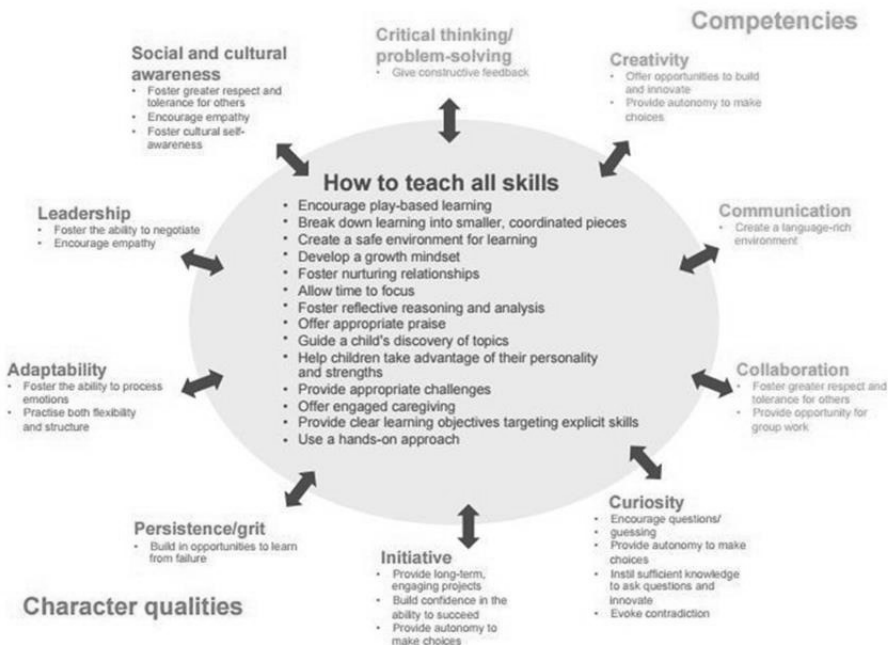 Competencies
Critical thinking/
problem-solving
• Give constructive feedback
Social and cultural
awareness
• Foster greater respect and
tolerance for others
• Encourage empathy
• Foster cultural self-
awareness
Creativity
• Offer opportunities to build
and innovate
• Provide autonomy to make
choices
Leadership
• Foster the ability to negotiate
• Encourage empathy
How to teach all skills
• Encourage play-based learning
• Break down learning into smaller, coordinated pieces
• Create a safe environment for learning
• Develop a growth mindset
• Foster nurturing relationships
• Allow time to focus
• Foster reflective reasoning and analysis
• Offer appropriate praise
• Guide a child's discovery of topics
• Help children take advantage of their personality
and strengths
• Provide appropriate challenges
• Offer engaged caregiving
• Provide clear learning objectives targeting explicit skills
• Use a hands-on approach
Communication
• Create a language-rich
environment
Adaptability
• Foster the ability to process
emotions
• Practise both flexibility
and structure
Collaboration
• Foster greater respect and
tolerance for others
• Provide opportunity for
group work
Persistence/grit
• Build in opportunities to learn
from failure
Initiative
• Provide long-term,
engaging projects
• Build confidence in the
ability to succeed
• Provide autonomy to
make choices
Curiosity
• Encourage questions/
• guessing
• Provide autonomy to make
choices
• Instil sufficient knowledge
to ask questions and
innovate
• Evoke contradiction
Character qualities